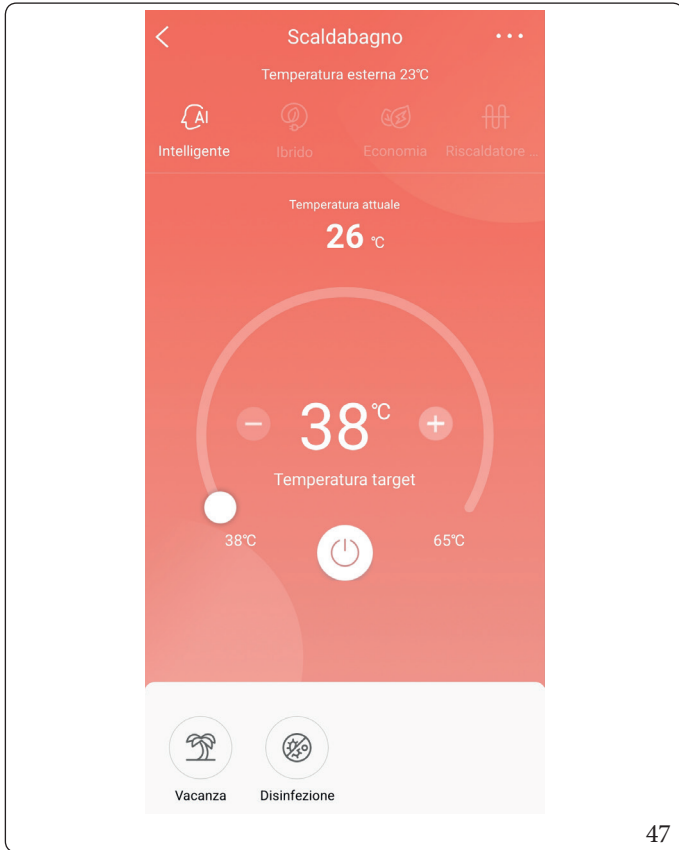 Scaldabagno
Temperatura esterna 23℃
AI
Intelligente Ibrido Economia Riscaldatore ...
Temperatura attuale
26 ℃
38℃
Temperatura target
38℃ 65℃
Vacanza Disinfezione
47